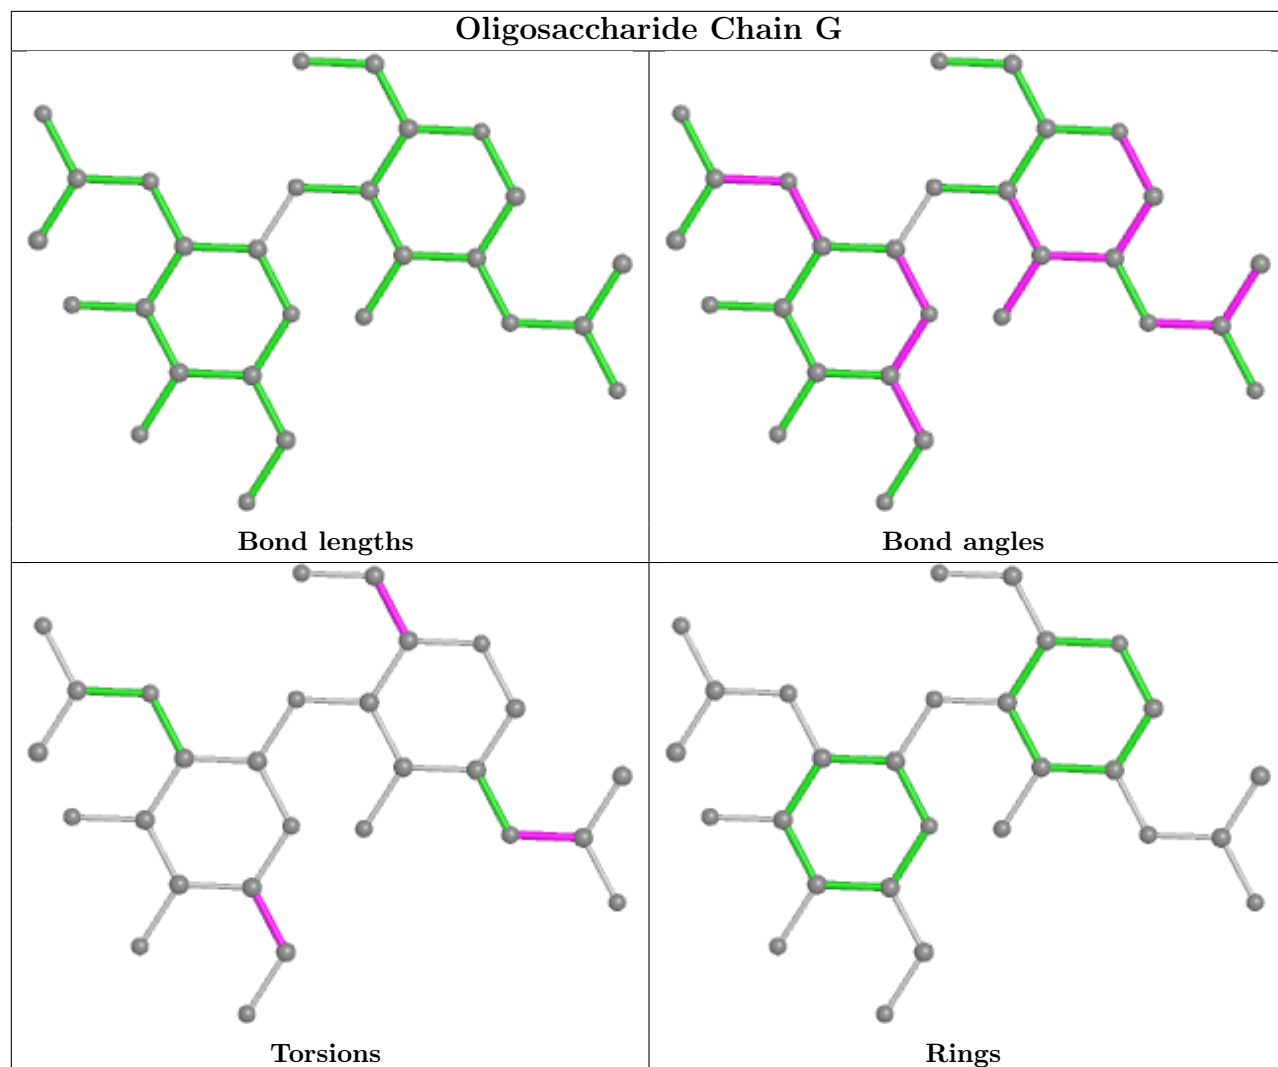 Oligosaccharide Chain G
Bond lengths
Bond angles
Torsions
Rings